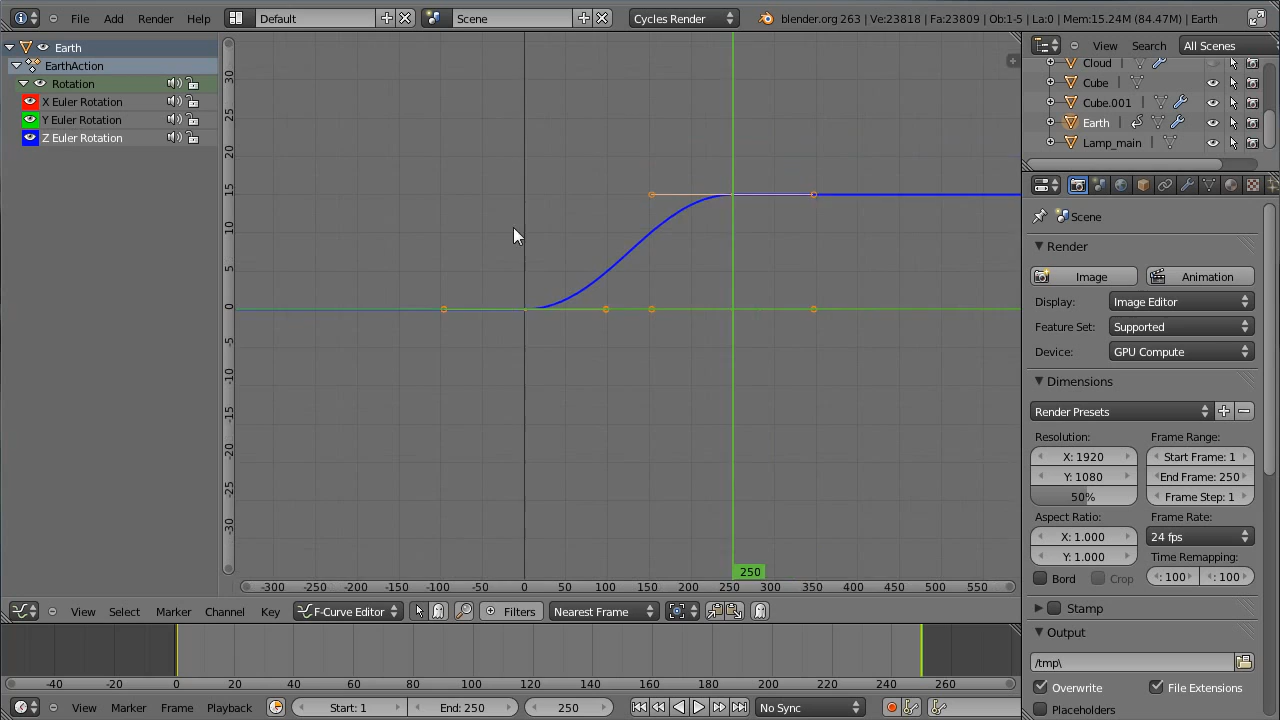 File Add Render Help Default Scene Cycles Render blender.org 263 | Ve:23818 | Fa:23809 | Ob:1-5 | La:0 | Mem:15.24M (84.47M) | Earth
Earth
EarthAction
Rotation
X Euler Rotation
Y Euler Rotation
Z Euler Rotation
30
25
20
15
10
5
0
-5
-10
-15
-20
-25
-30
250
-300 -250 -200 -150 -100 -50 0 50 100 150 200 250 300 350 400 450 500 550
View Select Marker Channel Key F-Curve Editor Filters Nearest Frame
-40 -20 0 20 40 60 80 100 120 140 160 180 200 220 240 260
View Marker Frame Playback Start: 1 End: 250 250 No Sync
View Search All Scenes
Cloud
Cube
Cube.001
Earth
Lamp_main
Scene
Render
Image Animation
Display: Image Editor
Feature Set: Supported
Device: GPU Compute
Dimensions
Render Presets
Resolution: Frame Range:
X: 1920 Start Frame: 1
Y: 1080 End Frame: 250
50% Frame Step: 1
Aspect Ratio: Frame Rate:
X: 1.000 24 fps
Y: 1.000 Time Remapping:
Bord Crop : 100 : 100
Stamp
Output
/tmp\
Overwrite File Extensions
Placeholders